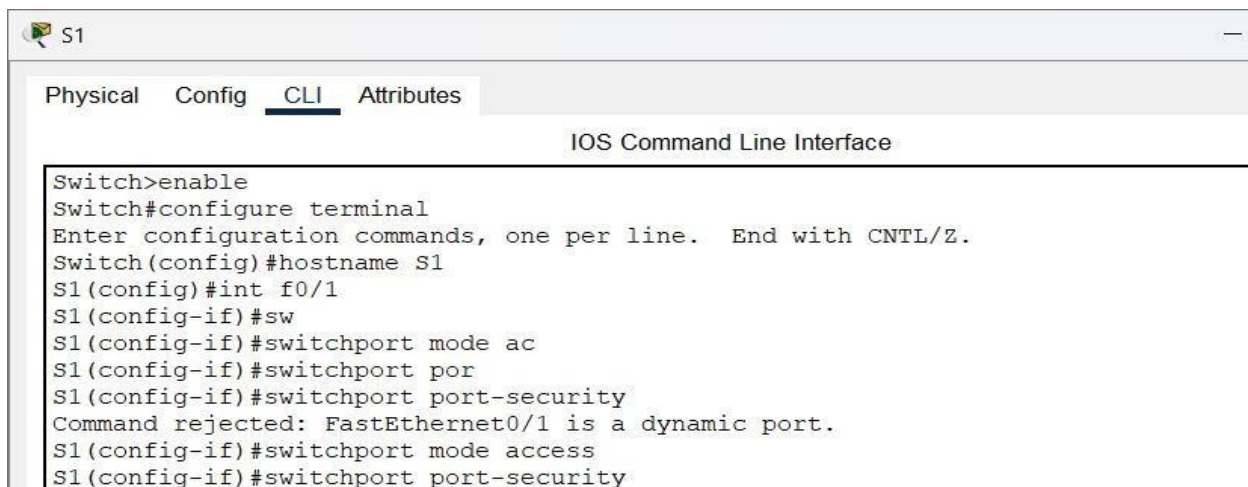 S1
Physical Config CLI Attributes
IOS Command Line Interface
Switch>enable
Switch#configure terminal
Enter configuration commands, one per line.  End with CNTL/Z.
Switch(config)#hostname S1
S1(config)#int f0/1
S1(config-if)#sw
S1(config-if)#switchport mode ac
S1(config-if)#switchport por
S1(config-if)#switchport port-security
Command rejected: FastEthernet0/1 is a dynamic port.
S1(config-if)#switchport mode access
S1(config-if)#switchport port-security